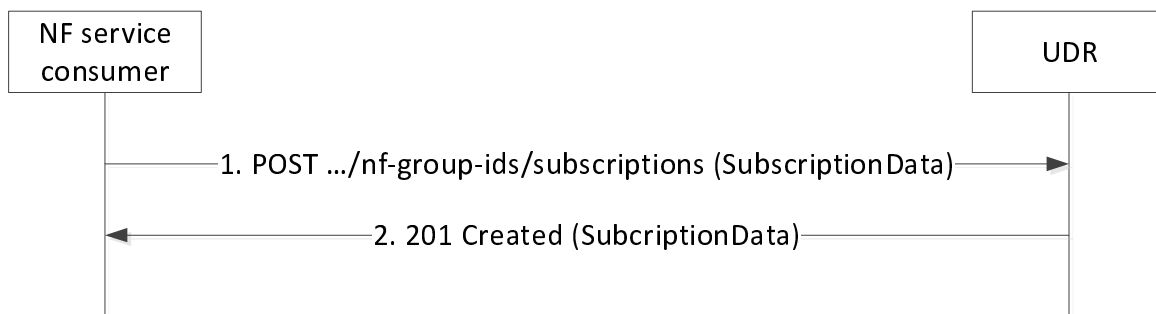 NF service
consumer
UDR
1. POST .../nf-group-ids/subscriptions (SubscriptionData)
2. 201 Created (SubcriptionData)